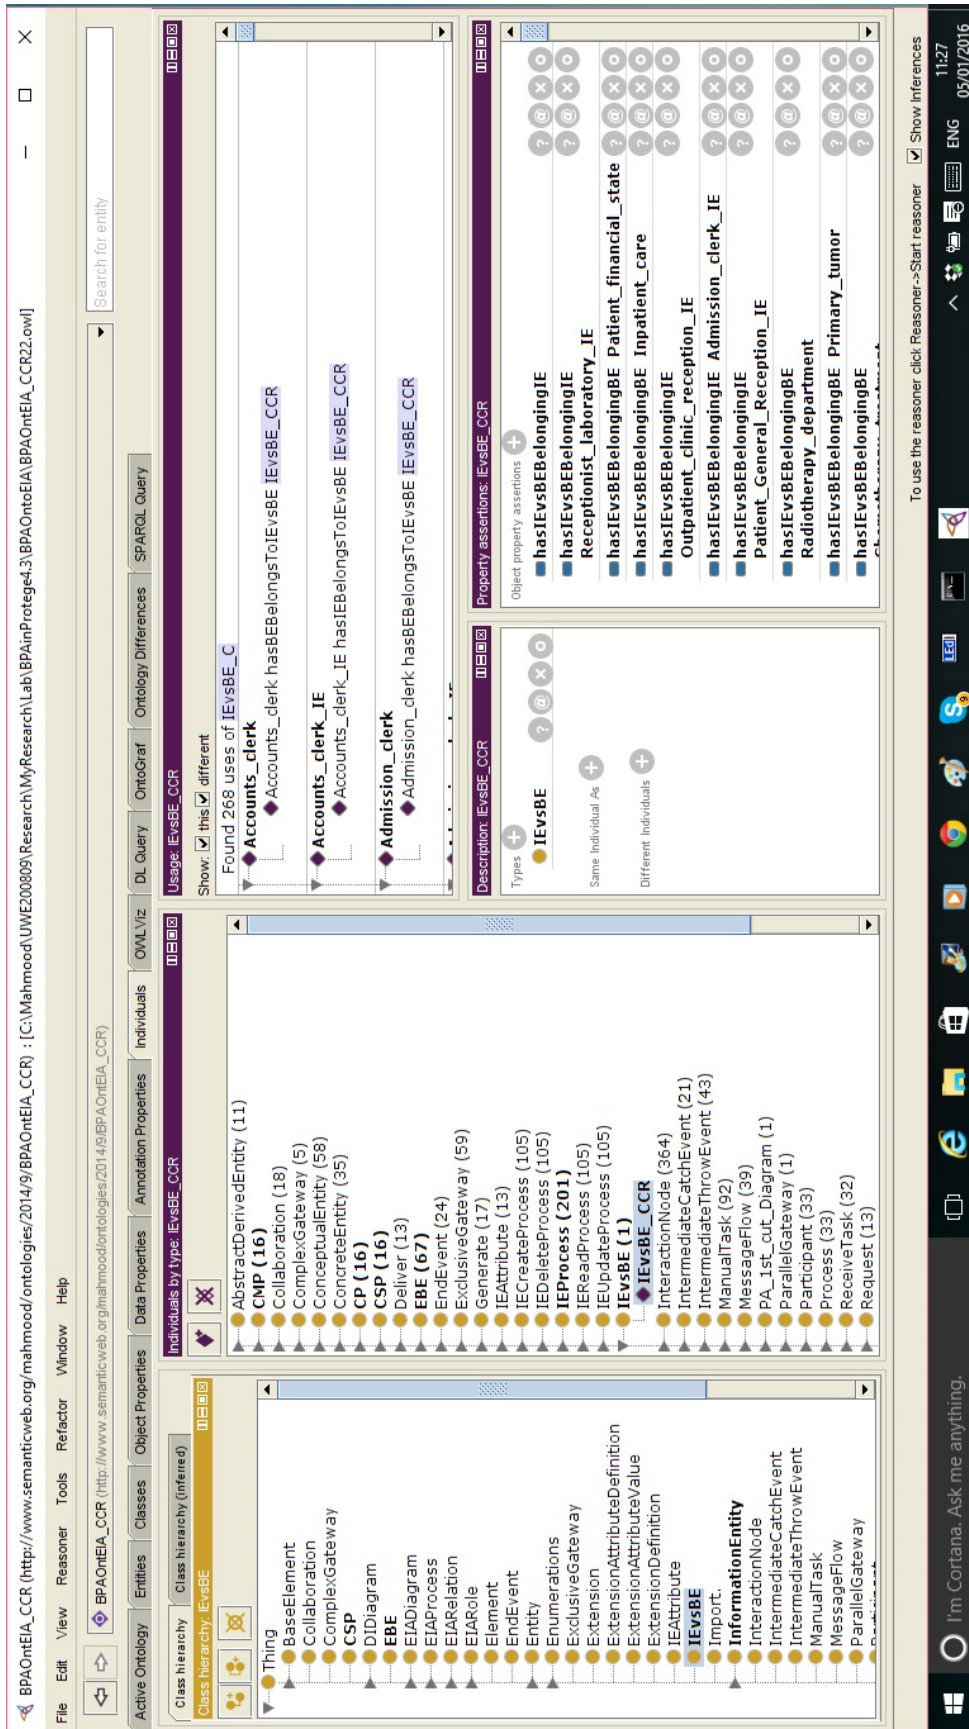 BPAOntEIA_CCR (http://www.semanticweb.org/mahmood/ontologies/2014/9/BPAOntEIA_CCR) : [C:\Mahmood\UWE200809\Research\MyResearch\Lab\BPAinProtege4.3\BPAOntoEIA\BPAOntEIA_CCR22.owl]
File Edit View Reasoner Tools Refactor Window Help
BPAOntEIA_CCR (http://www.semanticweb.org/mahmood/ontologies/2014/9/BPAOntEIA_CCR)
Search for entity
Active Ontology Entities Classes Object Properties Data Properties Annotation Properties Individuals OWLViz DL Query OntoGraf Ontology Differences SPARQL Query
Class hierarchy Class hierarchy (inferred)
Class hierarchy: IEvsBE
Thing
BaseElement
Collaboration
ComplexGateway
CSP
DIDiagram
EBE
EIADiagram
EIAProcess
EIARelation
EIARole
Element
EndEvent
Entity
Enumerations
ExclusiveGateway
Extension
ExtensionAttributeDefinition
ExtensionAttributeValue
ExtensionDefinition
IEAttribute
IEvsBE
Import.
InformationEntity
InteractionNode
IntermediateCatchEvent
IntermediateThrowEvent
ManualTask
MessageFlow
ParallelGateway
Individuals by type: IEvsBE_CCR
AbstractDerivedEntity (11)
CMP (16)
Collaboration (18)
ComplexGateway (5)
ConceptualEntity (58)
ConcreteEntity (35)
CP (16)
CSP (16)
Deliver (13)
EBE (67)
EndEvent (24)
ExclusiveGateway (59)
Generate (17)
IEAttribute (13)
IECreateProcess (105)
IEDeleteProcess (105)
IEProcess (201)
IEReadProcess (105)
IEUpdateProcess (105)
IEvsBE (1)
IEvsBE_CCR
InteractionNode (364)
IntermediateCatchEvent (21)
IntermediateThrowEvent (43)
ManualTask (92)
MessageFlow (39)
PA_1st_cut_Diagram (1)
ParallelGateway (1)
Participant (33)
Process (33)
ReceiveTask (32)
Request (13)
Usage: IEvsBE_CCR
Show: this different
Found 268 uses of IEvsBE_C
Accounts_clerk
Accounts_clerk hasBEBelongsToIEvsBE IEvsBE_CCR
Accounts_clerk_IE
Accounts_clerk_IE hasIEBelongsToIEvsBE IEvsBE_CCR
Admission_clerk
Admission_clerk hasBEBelongsToIEvsBE IEvsBE_CCR
Description: IEvsBE_CCR
Types
IEvsBE
Same Individual As
Different Individuals
Property assertions: IEvsBE_CCR
Object property assertions
hasIEvsBEBelongingIE
hasIEvsBEBelongingIE
Receptionist_laboratory_IE
hasIEvsBEBelongingBE Patient_financial_state
hasIEvsBEBelongingBE Inpatient_care
hasIEvsBEBelongingIE
Outpatient_clinic_reception_IE
hasIEvsBEBelongingIE Admission_clerk_IE
hasIEvsBEBelongingIE
Patient_General_Reception_IE
hasIEvsBEBelongingBE
Radiotherapy_department
hasIEvsBEBelongingBE Primary_tumor
hasIEvsBEBelongingBE
To use the reasoner click Reasoner->Start reasoner Show Inferences
I'm Cortana. Ask me anything.
ENG
11:27
05/01/2016